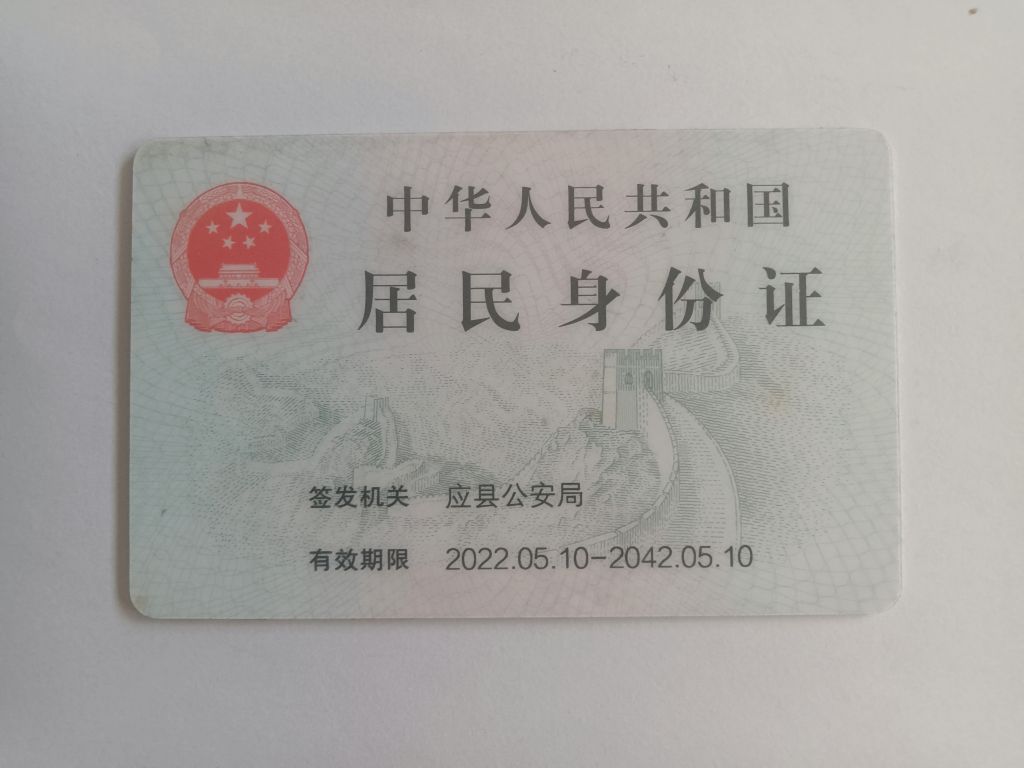 中华人民共和国
居民身份证
签发机关 应县公安局
有效期限 2022.05.10-2042.05.10